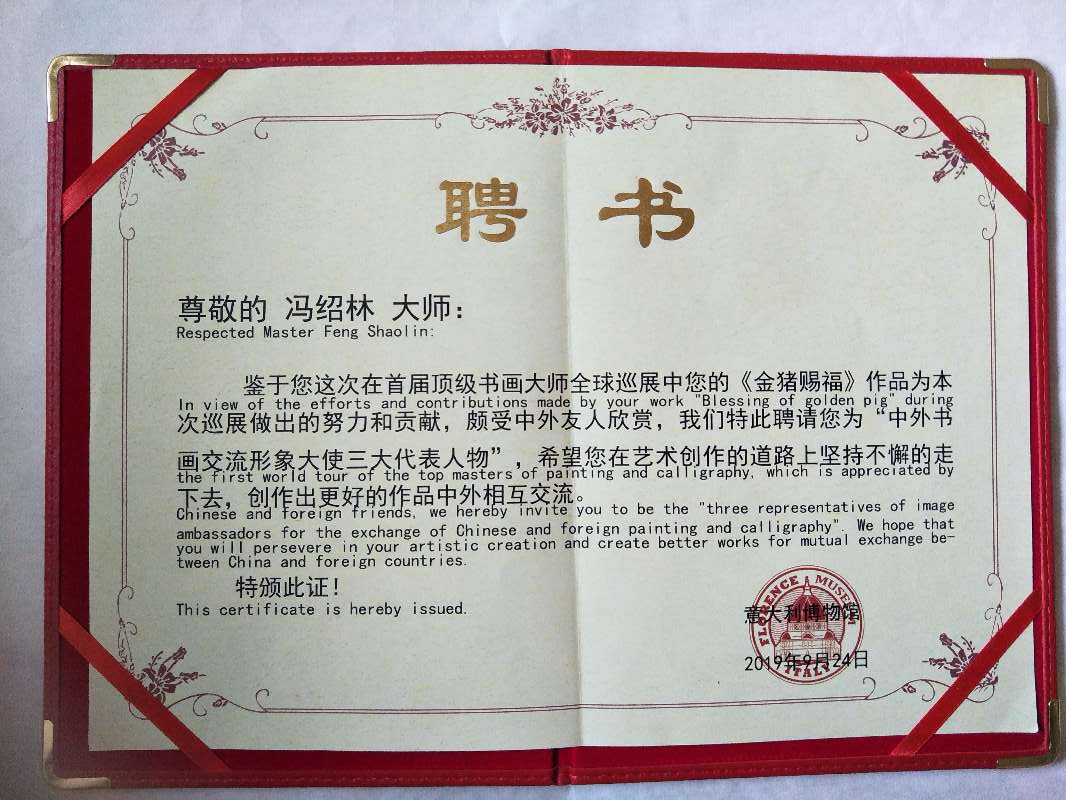 聘书
尊敬的 冯绍林 大师：
Respected Master Feng Shaolin:
鉴于您这次在首届顶级书画大师全球巡展中您的《金猪赐福》作品为本
In view of the efforts and contributions made by your work "Blessing of golden pig" during
次巡展做出的努力和贡献，颇受中外友人欣赏，我们特此聘请您为“中外书
画交流形象大使三大代表人物”，希望您在艺术创作的道路上坚持不懈的走
the first world tour of the top masters of painting and calligraphy, which is appreciated by
下去，创作出更好的作品中外相互交流。
Chinese and foreign friends, we hereby invite you to be the "three representatives of image
ambassadors for the exchange of Chinese and foreign painting and calligraphy". We hope that
you will persevere in your artistic creation and create better works for mutual exchange be-
tween China and foreign countries.
特颁此证！
This certificate is hereby issued.
FLORENCE MUSEUM
意大利博物馆
2019年9月24日
ITALY